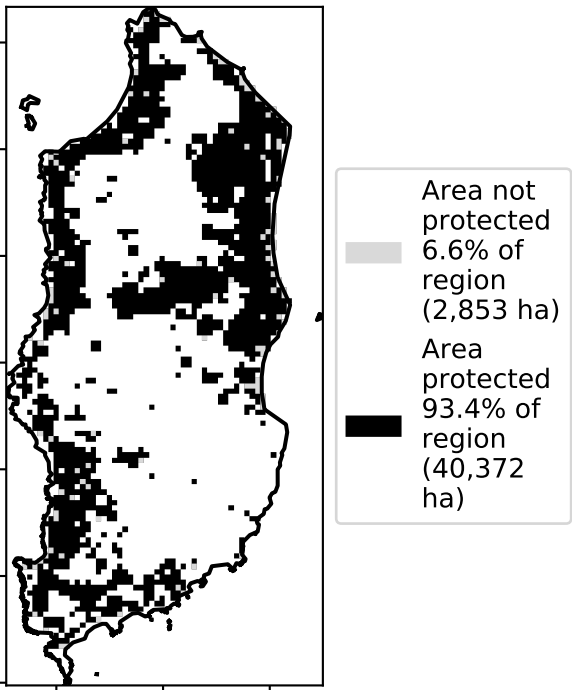 Area not
protected
6.6% of
region
(2,853 ha)
Area
protected
93.4% of
region
(40,372
ha)